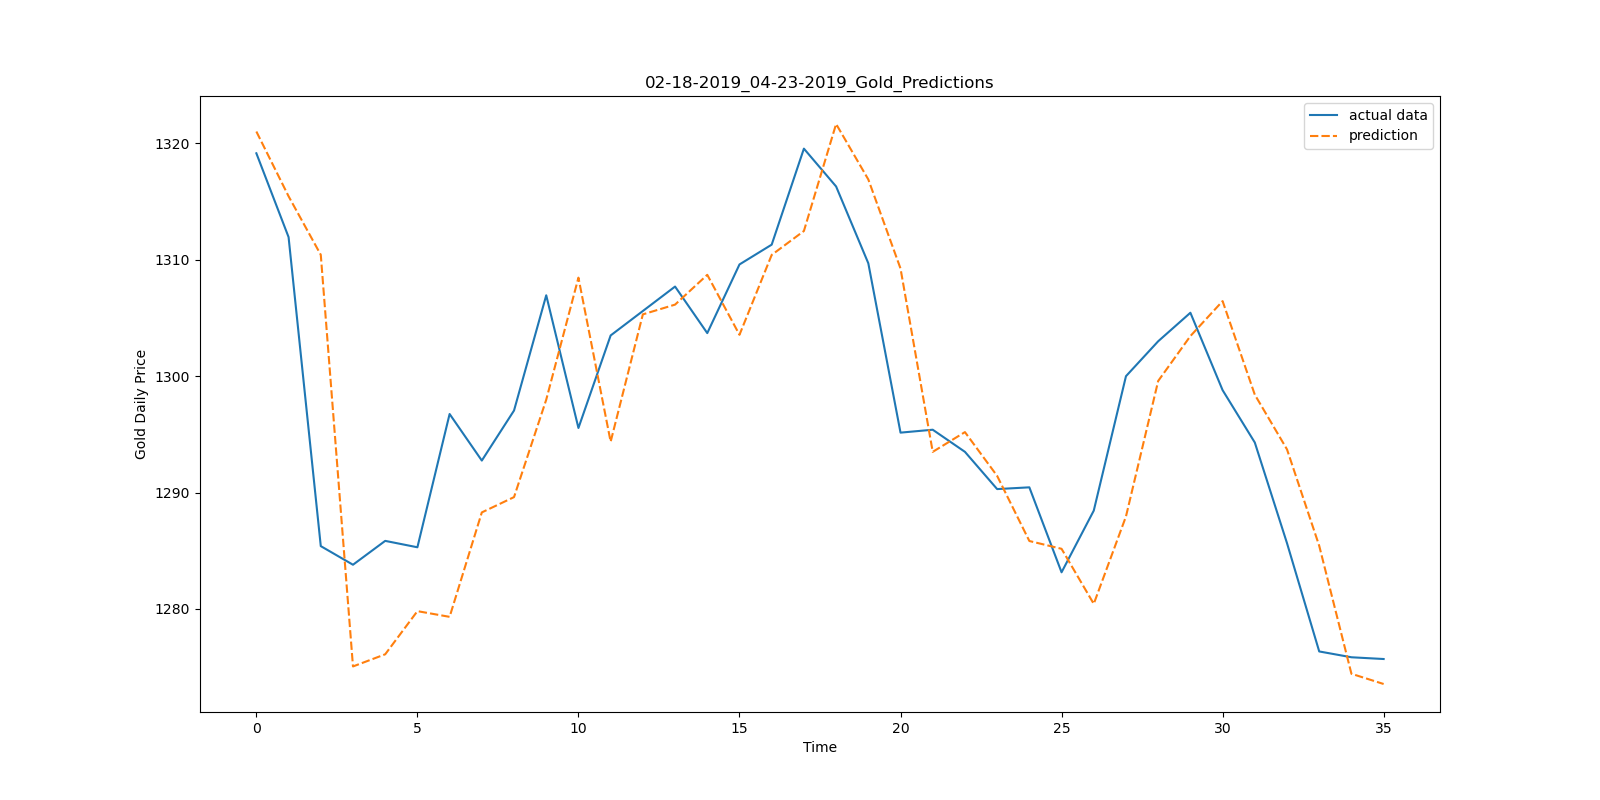 02-18-2019_04-23-2019_Gold_Predictions
actual data
prediction
1320
1310
1300
1290
1280
Gold Daily Price
0 5 10 15 20 25 30 35
Time